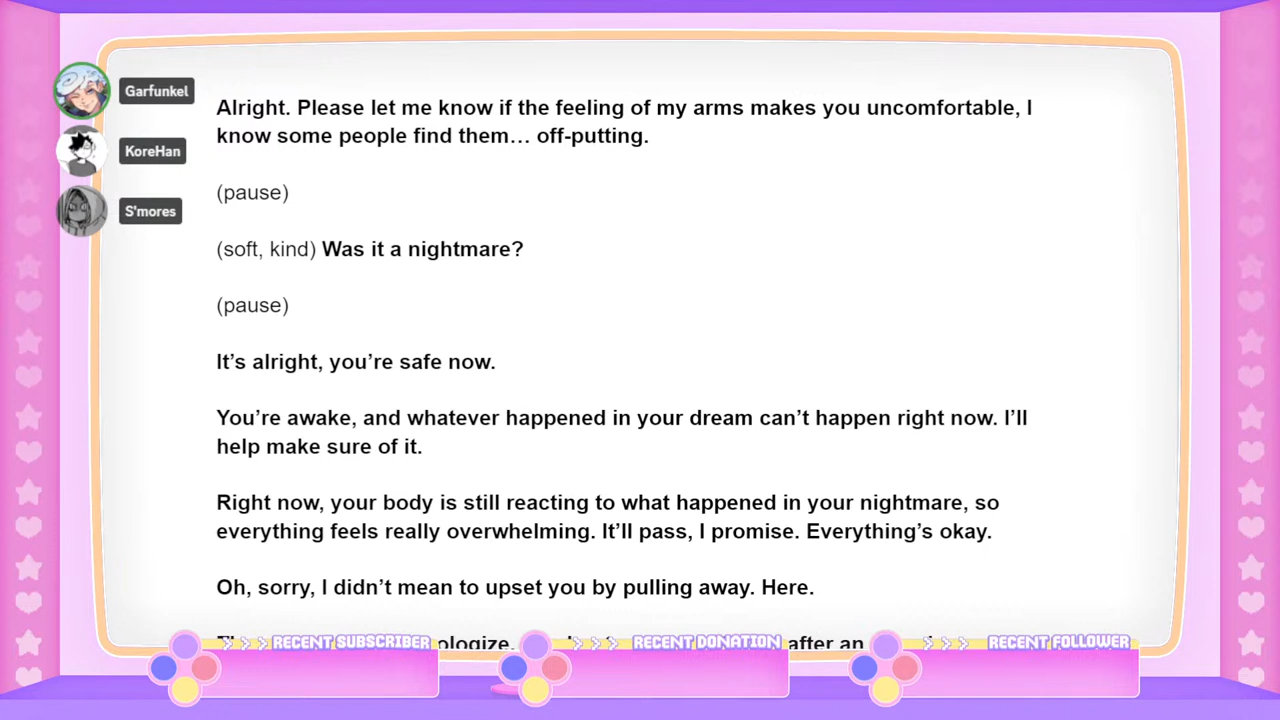 Garfunkel
KoreHan
S'mores
Alright. Please let me know if the feeling of my arms makes you uncomfortable, I
know some people find them… off-putting.
(pause)
(soft, kind) Was it a nightmare?
(pause)
It’s alright, you’re safe now.
You’re awake, and whatever happened in your dream can’t happen right now. I’ll
help make sure of it.
Right now, your body is still reacting to what happened in your nightmare, so
everything feels really overwhelming. It’ll pass, I promise. Everything’s okay.
Oh, sorry, I didn’t mean to upset you by pulling away. Here.
after an
RECENT SUBSCRIBER
RECENT DONATION
RECENT FOLLOWER